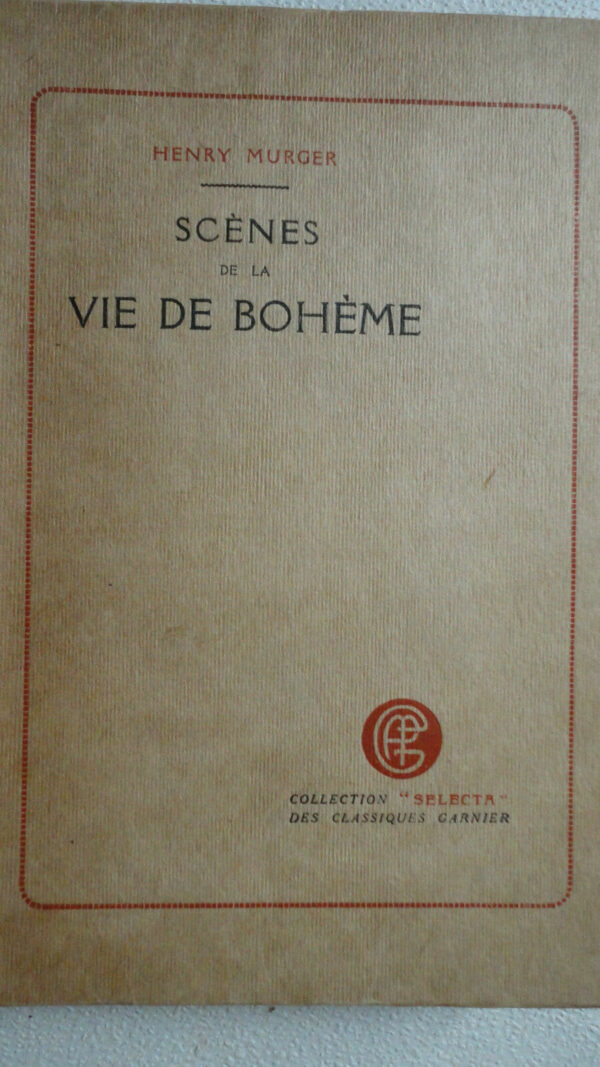 HENRY MURGER
SCÈNES
DE LA
VIE DE BOHÈME
COLLECTION "SELECTA"
DES CLASSIQUES GARNIER